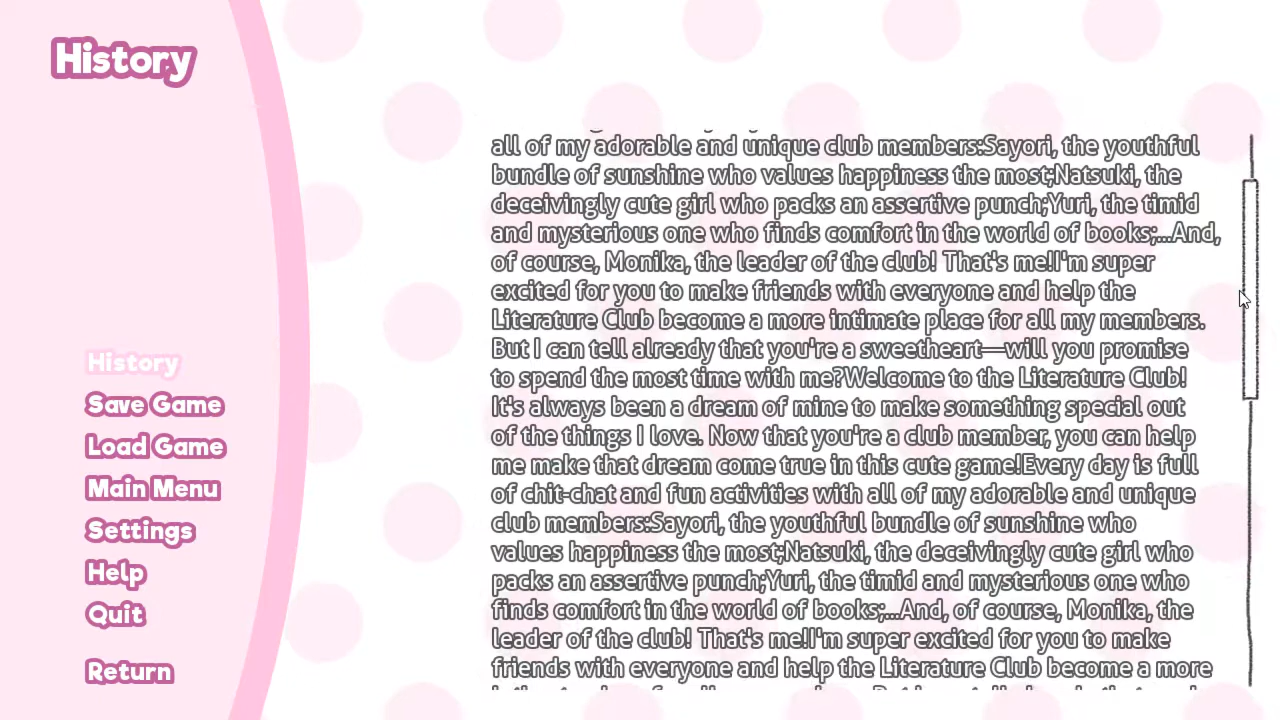 History
all of my adorable and unique club members:Sayori, the youthful
bundle of sunshine who values happiness the most;Natsuki, the
deceivingly cute girl who packs an assertive punch;Yuri, the timid
and mysterious one who finds comfort in the world of books;...And,
of course, Monika, the leader of the club! That's me!I'm super
excited for you to make friends with everyone and help the
Literature Club become a more intimate place for all my members.
But I can tell already that you're a sweetheart—will you promise
to spend the most time with me?Welcome to the Literature Club!
It's always been a dream of mine to make something special out
of the things I love. Now that you're a club member, you can help
me make that dream come true in this cute game!Every day is full
of chit-chat and fun activities with all of my adorable and unique
club members:Sayori, the youthful bundle of sunshine who
values happiness the most;Natsuki, the deceivingly cute girl who
packs an assertive punch;Yuri, the timid and mysterious one who
finds comfort in the world of books;...And, of course, Monika, the
leader of the club! That's me!I'm super excited for you to make
friends with everyone and help the Literature Club become a more
History
Save Game
Load Game
Main Menu
Settings
Help
Quit
Return